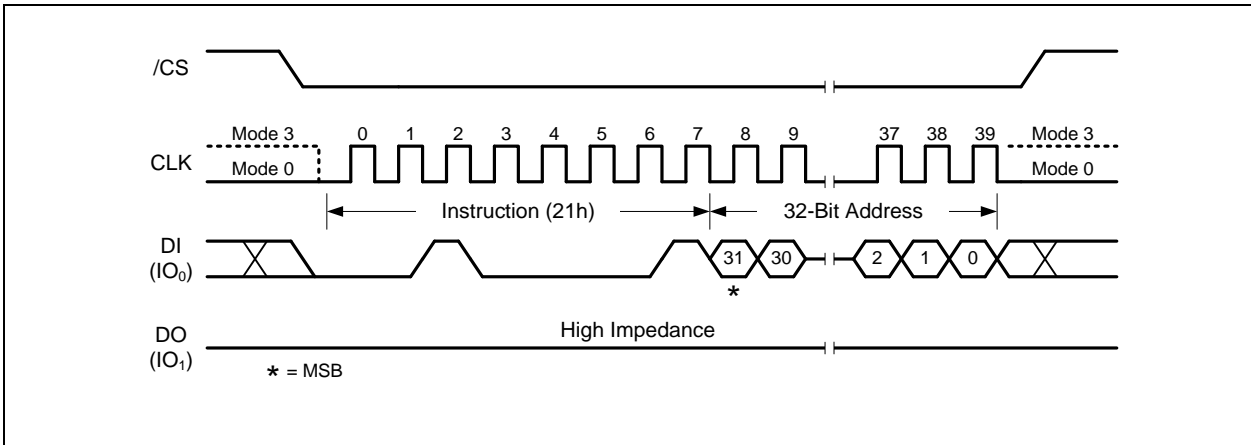 /CS
Mode 3 0 1 2 3 4 5 6 7 8 9 37 38 39 Mode 3
CLK
Mode 0 Mode 0
Instruction (21h) 32-Bit Address
DI
(IO₀)
31 30 2 1 0
*
High Impedance
DO
(IO₁)
* = MSB